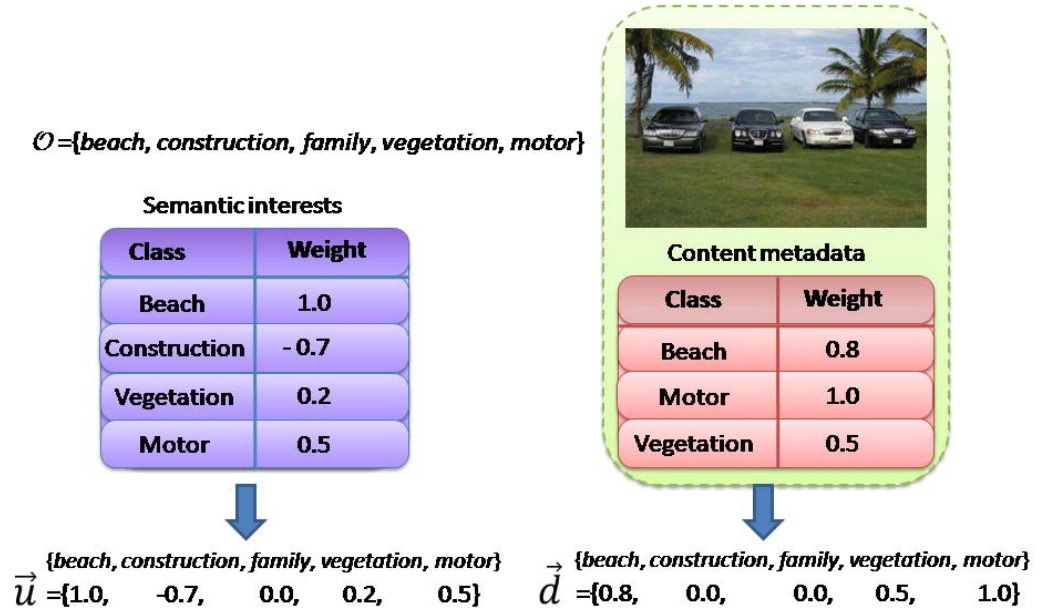 𝒪 ={beach, construction, family, vegetation, motor}
Semantic interests
Class Weight
Beach 1.0
Construction - 0.7
Vegetation 0.2
Motor 0.5
{beach, construction, family, vegetation, motor}
u⃗ ={1.0, -0.7, 0.0, 0.2, 0.5}
Content metadata
Class Weight
Beach 0.8
Motor 1.0
Vegetation 0.5
{beach, construction, family, vegetation, motor}
d⃗ ={0.8, 0.0, 0.0, 0.5, 1.0}